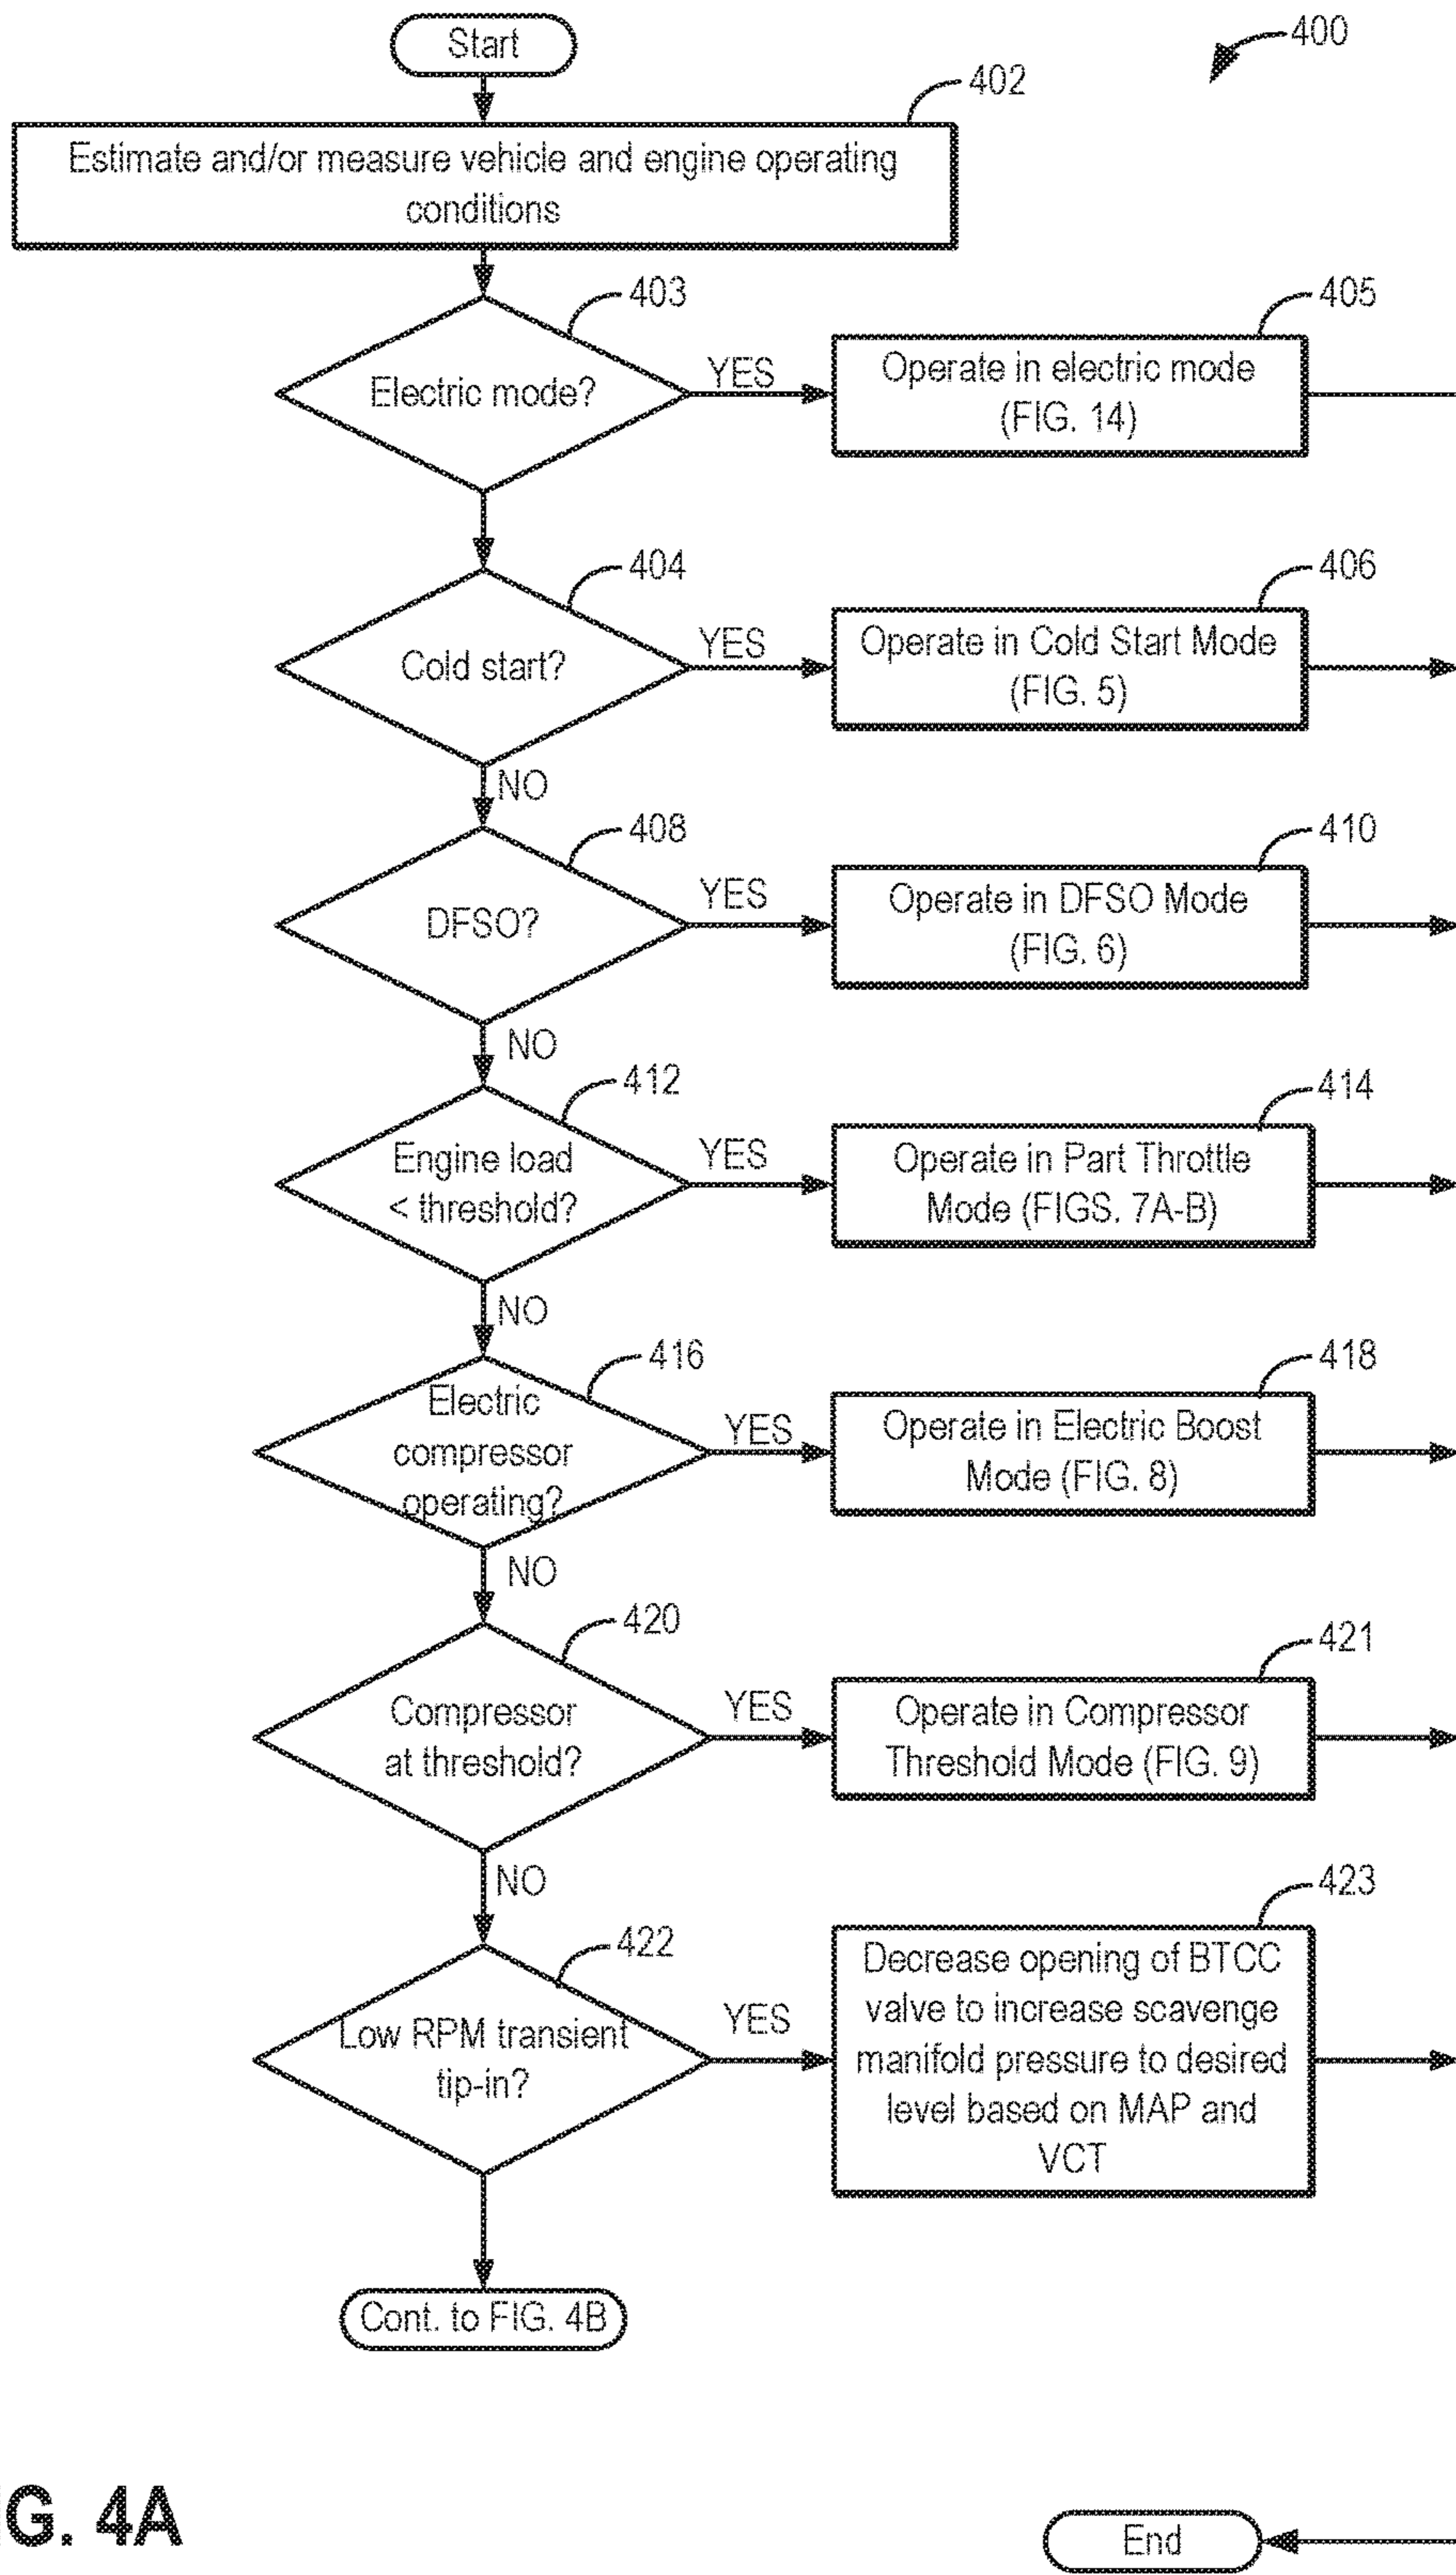 Start
400
402
Estimate and/or measure vehicle and engine operating
conditions
403
405
Electric mode?
YES
Operate in electric mode
(FIG. 14)
404
406
Cold start?
YES
Operate in Cold Start Mode
(FIG. 5)
NO
408
410
DFSO?
YES
Operate in DFSO Mode
(FIG. 6)
NO
412
414
Engine load
< threshold?
YES
Operate in Part Throttle
Mode (FIGS. 7A-B)
NO
416
418
Electric
compressor
operating?
YES
Operate in Electric Boost
Mode (FIG. 8)
NO
420
421
Compressor
at threshold?
YES
Operate in Compressor
Threshold Mode (FIG. 9)
NO
422
423
Low RPM transient
tip-in?
YES
Decrease opening of BTCC
valve to increase scavenge
manifold pressure to desired
level based on MAP and
VCT
Cont. to FIG. 4B
G. 4A
End